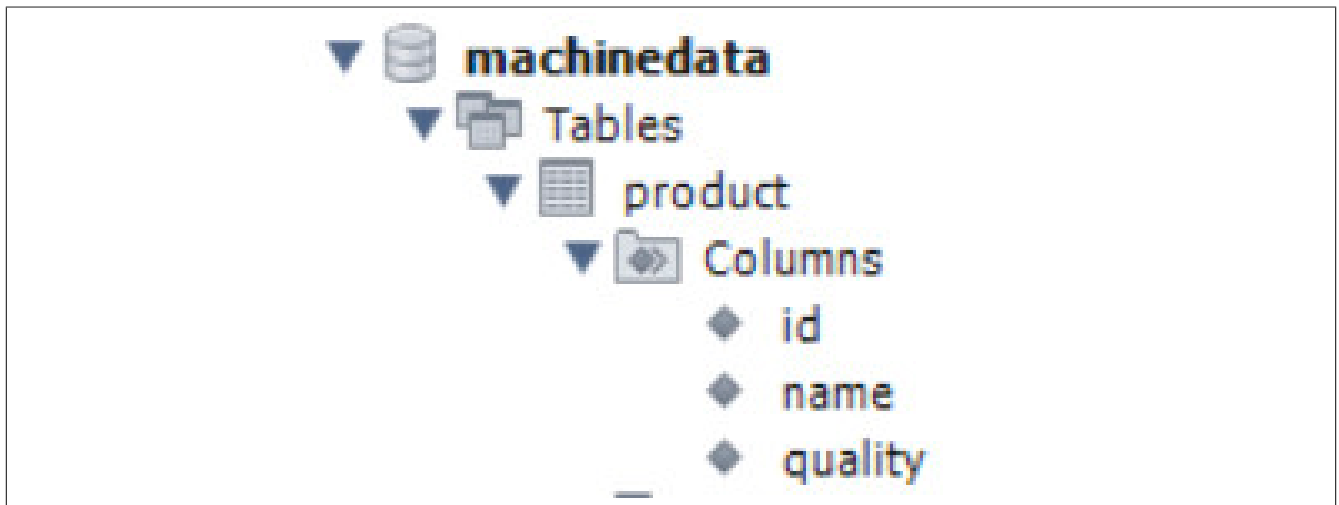 machinedata
Tables
product
Columns
id
name
quality